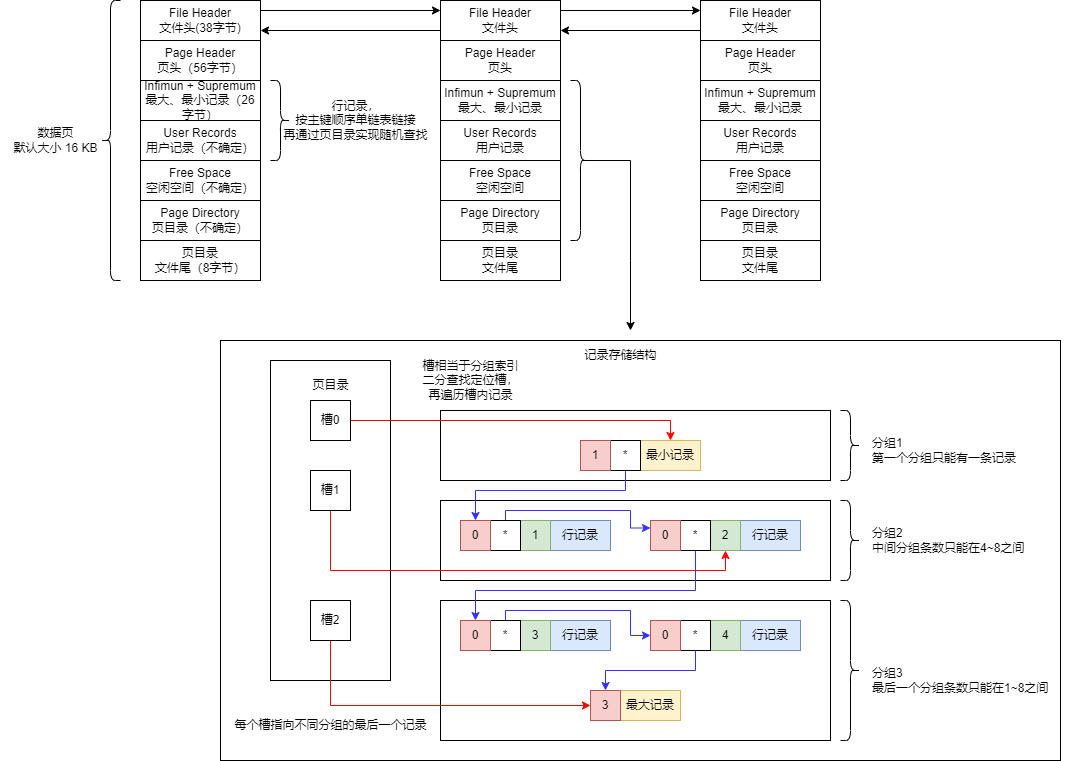 File Header
文件头(38字节)
Page Header
页头（56字节）
Infimun + Supremum
最大、最小记录（26
字节）
User Records
用户记录（不确定）
Free Space
空闲空间（不确定）
Page Directory
页目录（不确定）
页目录
文件尾（8字节）
数据页
默认大小 16 KB
行记录，
按主键顺序单链表链接
再通过页目录实现随机查找
File Header
文件头
Page Header
页头
Infimun + Supremum
最大、最小记录
User Records
用户记录
Free Space
空闲空间
Page Directory
页目录
页目录
文件尾
File Header
文件头
Page Header
页头
Infimun + Supremum
最大、最小记录
User Records
用户记录
Free Space
空闲空间
Page Directory
页目录
页目录
文件尾
记录存储结构
槽相当于分组索引
二分查找定位槽，
再遍历槽内记录
页目录
槽0
槽1
槽2
1 * 最小记录
分组1
第一个分组只能有一条记录
0 * 1 行记录 0 * 2 行记录
分组2
中间分组条数只能在4~8之间
0 * 3 行记录 0 * 4 行记录
3 最大记录
分组3
最后一个分组条数只能在1~8之间
每个槽指向不同分组的最后一个记录